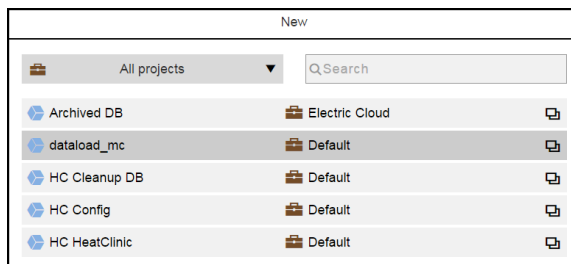 New
All projects Search
Archived DB Electric Cloud
dataload_mc Default
HC Cleanup DB Default
HC Config Default
HC HeatClinic Default